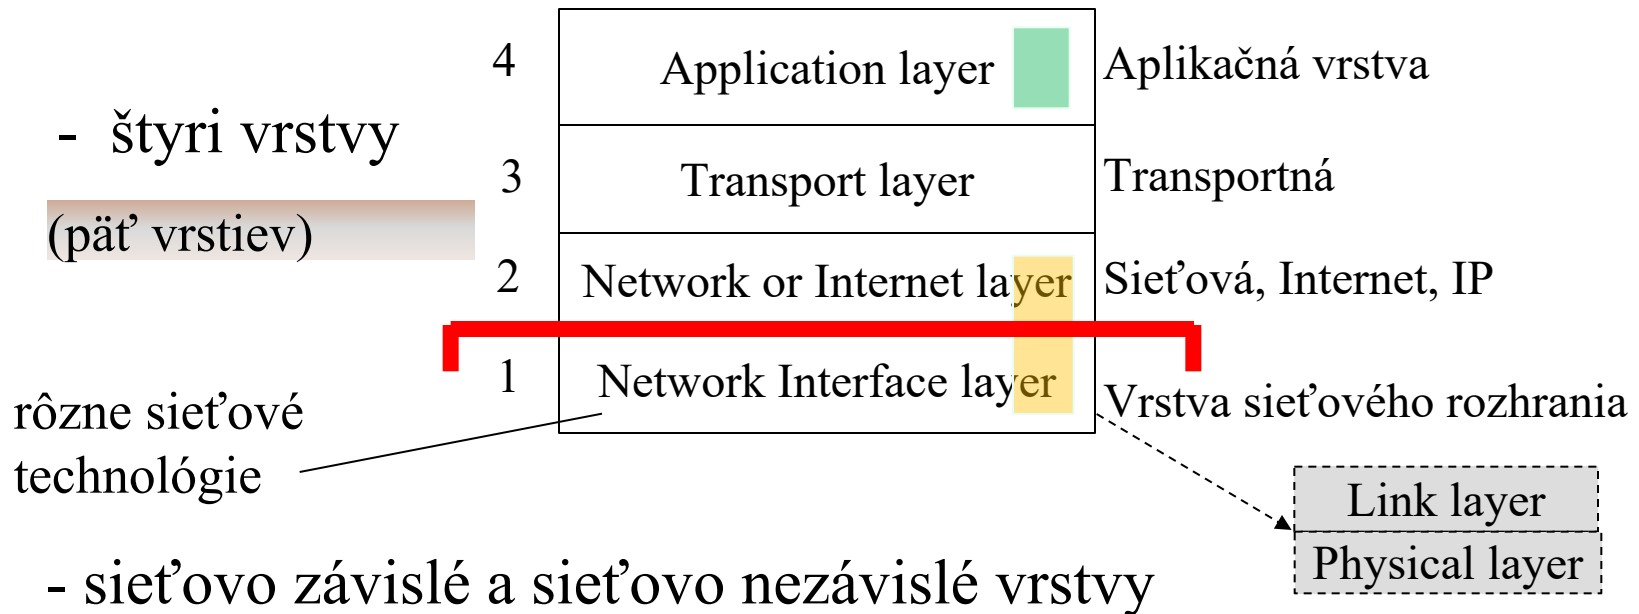 4 Application layer Aplikačná vrstva
- štyri vrstvy
3 Transport layer Transportná
(päť vrstiev)
2 Network or Internet layer Sieťová, Internet, IP
1 Network Interface layer Vrstva sieťového rozhrania
rôzne sieťové
technológie
Link layer
Physical layer
- sieťovo závislé a sieťovo nezávislé vrstvy